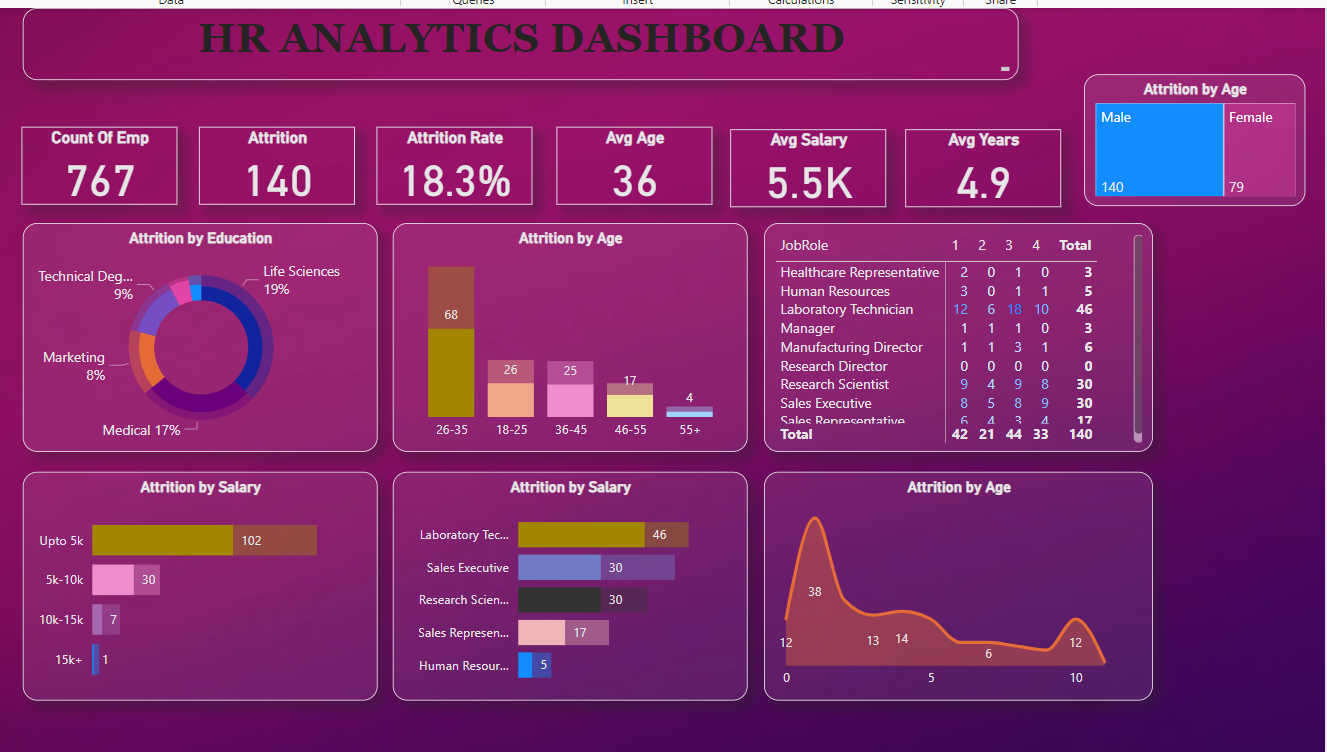 Data Queries Insert Calculations Sensitivity Share
HR ANALYTICS DASHBOARD
Attrition by Age
Male Female
140 79
Count Of Emp
767
Attrition
140
Attrition Rate
18.3%
Avg Age
36
Avg Salary
5.5K
Avg Years
4.9
Attrition by Education
Life Sciences
19%
Technical Deg...
9%
Marketing
8%
Medical 17%
Attrition by Age
68
26
25
17
4
26-35 18-25 36-45 46-55 55+
JobRole 1 2 3 4 Total
Healthcare Representative 2 0 1 0 3
Human Resources 3 0 1 1 5
Laboratory Technician 12 6 18 10 46
Manager 1 1 1 0 3
Manufacturing Director 1 1 3 1 6
Research Director 0 0 0 0 0
Research Scientist 9 4 9 8 30
Sales Executive 8 5 8 9 30
Sales Representative 6 4 3 4 17
Total 42 21 44 33 140
Attrition by Salary
Upto 5k 102
5k-10k 30
10k-15k 7
15k+ 1
Attrition by Salary
Laboratory Tec... 46
Sales Executive 30
Research Scien... 30
Sales Represen... 17
Human Resour... 5
Attrition by Age
38
12 13 14 6 12
0 5 10